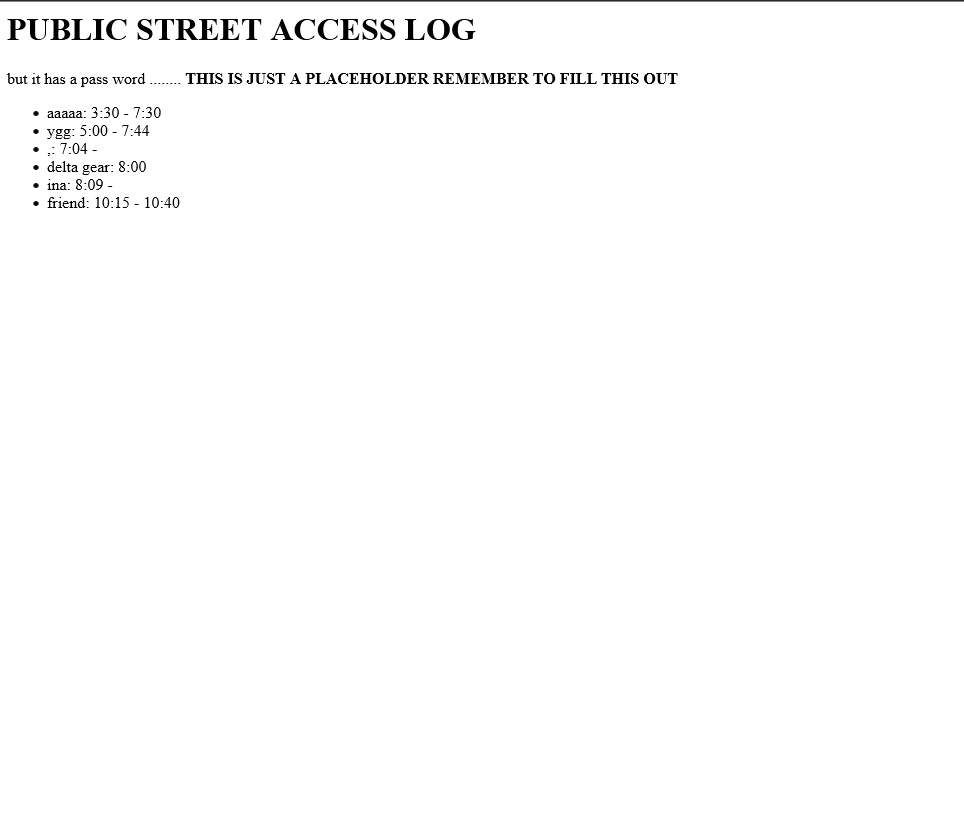 PUBLIC STREET ACCESS LOG
but it has a pass word ........ THIS IS JUST A PLACEHOLDER REMEMBER TO FILL THIS OUT
• aaaaa: 3:30 - 7:30
• ygg: 5:00 - 7:44
• ,: 7:04 -
• delta gear: 8:00
• ina: 8:09 -
• friend: 10:15 - 10:40